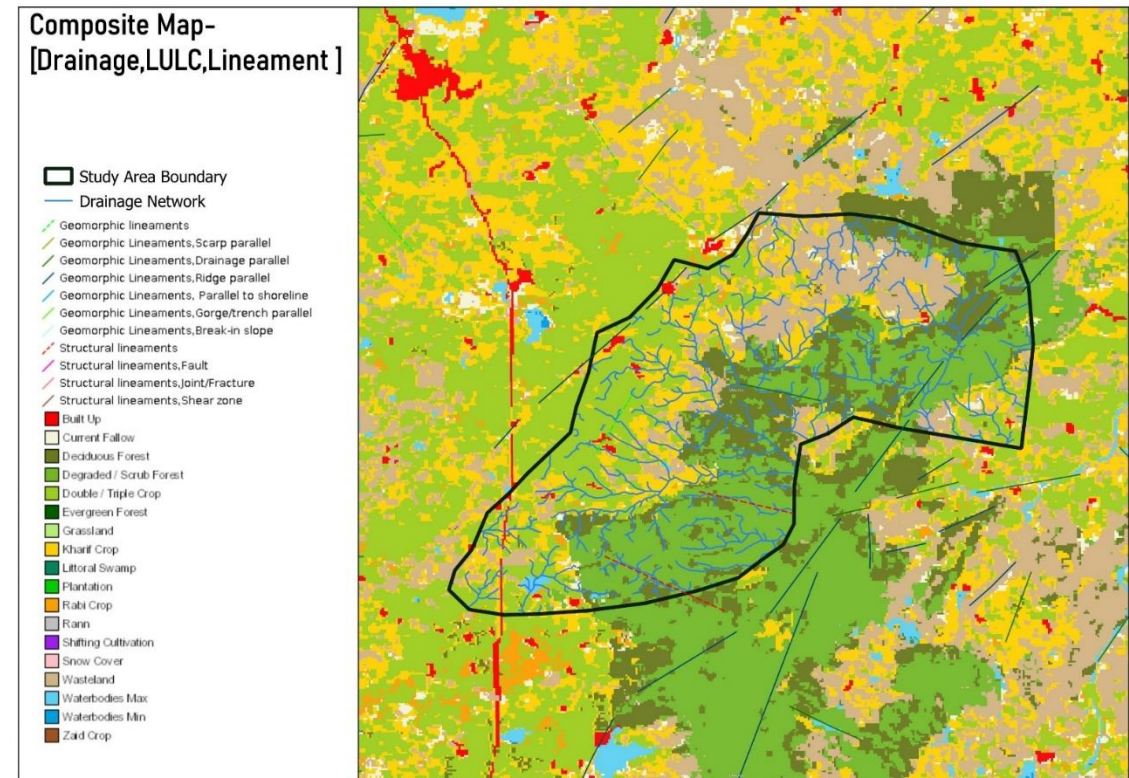 Composite Map-
[Drainage,LULC,Lineament ]
Study Area Boundary
Drainage Network
Geomorphic lineaments
Geomorphic Lineaments,Scarp parallel
Geomorphic Lineaments,Drainage parallel
Geomorphic Lineaments,Ridge parallel
Geomorphic Lineaments, Parallel to shoreline
Geomorphic Lineaments,Gorge/trench parallel
Geomorphic Lineaments,Break-in slope
Structural lineaments
Structural lineaments,Fault
Structural lineaments,Joint/Fracture
Structural lineaments,Shear zone
Built Up
Current Fallow
Deciduous Forest
Degraded / Scrub Forest
Double / Triple Crop
Evergreen Forest
Grassland
Kharif Crop
Littoral Swamp
Plantation
Rabi Crop
Rann
Shifting Cultivation
Snow Cover
Wasteland
Waterbodies Max
Waterbodies Min
Zaid Crop